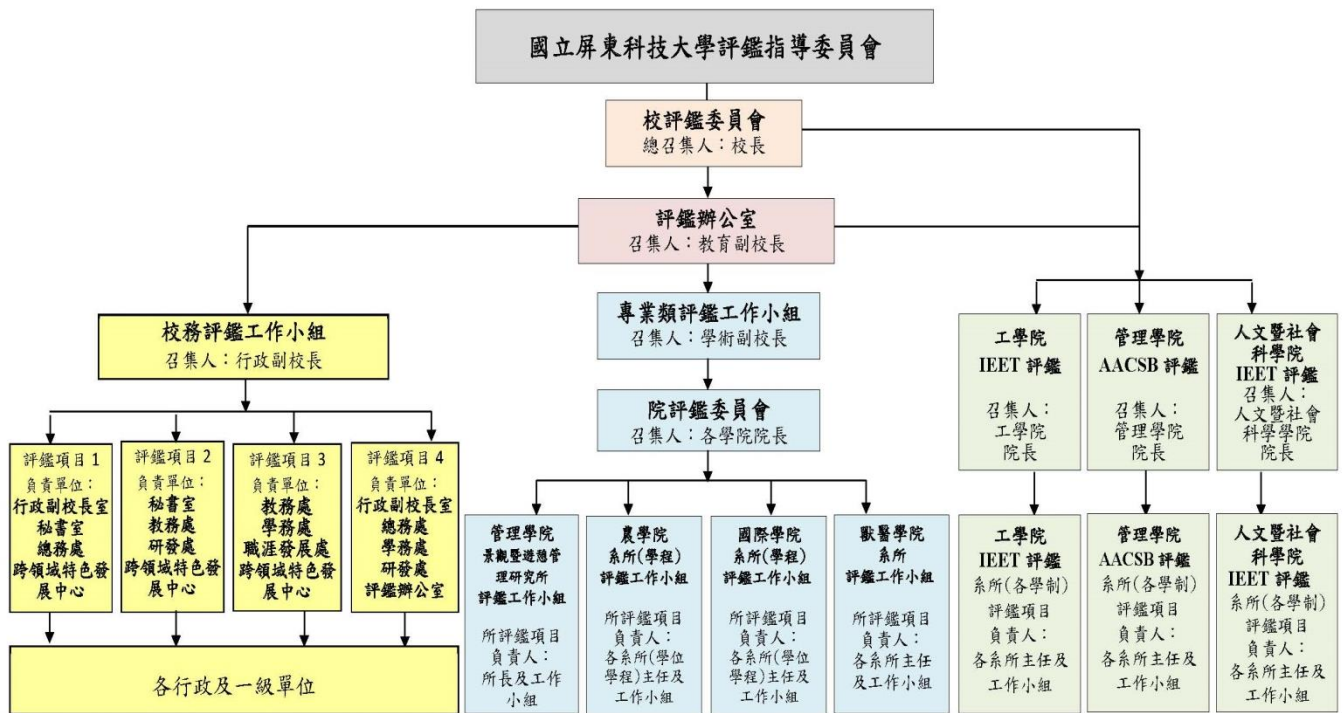 國立屏東科技大學評鑑指導委員會
校評鑑委員會
總召集人：校長
評鑑辦公室
召集人：教育副校長
校務評鑑工作小組
召集人：行政副校長
評鑑項目 1
負責單位：
行政副校長室
秘書室
總務處
跨領域特色發
展中心
評鑑項目 2
負責單位：
秘書室
教務處
研發處
跨領域特色發
展中心
評鑑項目 3
負責單位：
教務處
學務處
職涯發展處
跨領域特色發
展中心
評鑑項目 4
負責單位：
行政副校長室
總務處
學務處
研發處
評鑑辦公室
各行政及一級單位
專業類評鑑工作小組
召集人：學術副校長
院評鑑委員會
召集人：各學院院長
管理學院
景觀暨遊憩管
理研究所
評鑑工作小組
所評鑑項目
負責人：
所長及工作
小組
農學院
系所(學程)
評鑑工作小組
所評鑑項目
負責人：
各系所(學位
學程)主任及
工作小組
國際學院
系所(學程)
評鑑工作小組
所評鑑項目
負責人：
各系所(學位
學程)主任及
工作小組
獸醫學院
系所
評鑑工作小組
所評鑑項目
負責人：
各系所主任
及工作小組
工學院
IEET 評鑑
召集人：
工學院
院長
管理學院
AACSB 評鑑
召集人：
管理學院
院長
人文暨社會
科學院
IEET 評鑑
召集人：
人文暨社會
科學學院
院長
工學院
IEET 評鑑
系所(各學制)
評鑑項目
負責人：
各系所主任及
工作小組
管理學院
AACSB 評鑑
系所(各學制)
評鑑項目
負責人：
各系所主任及
工作小組
人文暨社會
科學院
IEET 評鑑
系所(各學制)
評鑑項目
負責人：
各系所主任及
工作小組